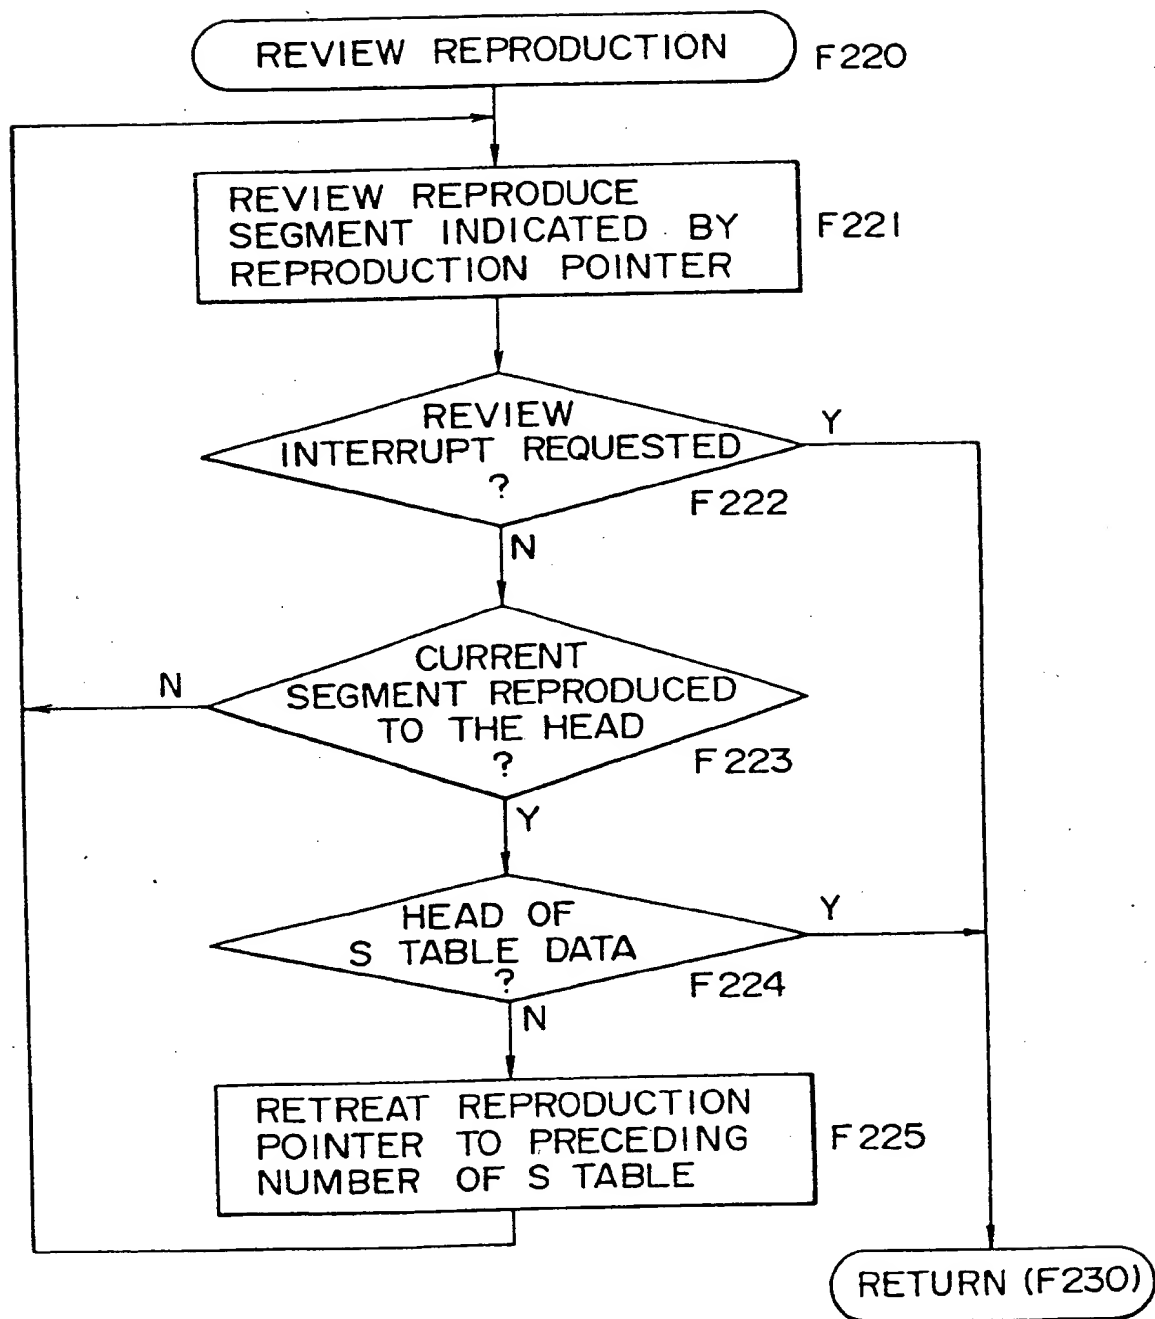 REVIEW REPRODUCTION
F220
REVIEW REPRODUCE
SEGMENT INDICATED BY
REPRODUCTION POINTER
F221
REVIEW
INTERRUPT REQUESTED
?
F222
Y
N
CURRENT
SEGMENT REPRODUCED
TO THE HEAD
?
F223
N
Y
HEAD OF
S TABLE DATA
?
F224
Y
N
RETREAT REPRODUCTION
POINTER TO PRECEDING
NUMBER OF S TABLE
F225
RETURN (F230)